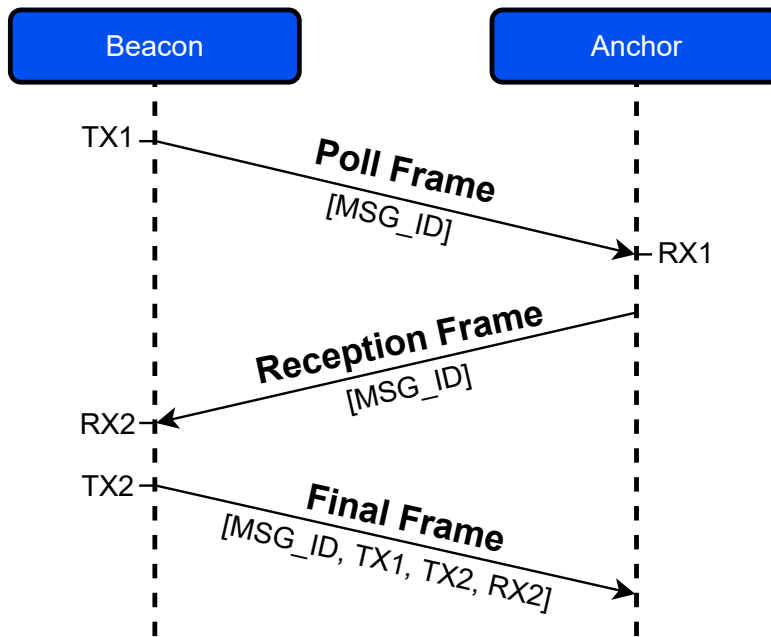 Beacon
Anchor
TX1
Poll Frame
[MSG_ID]
RX1
Reception Frame
[MSG_ID]
RX2
TX2
Final Frame
[MSG_ID, TX1, TX2, RX2]